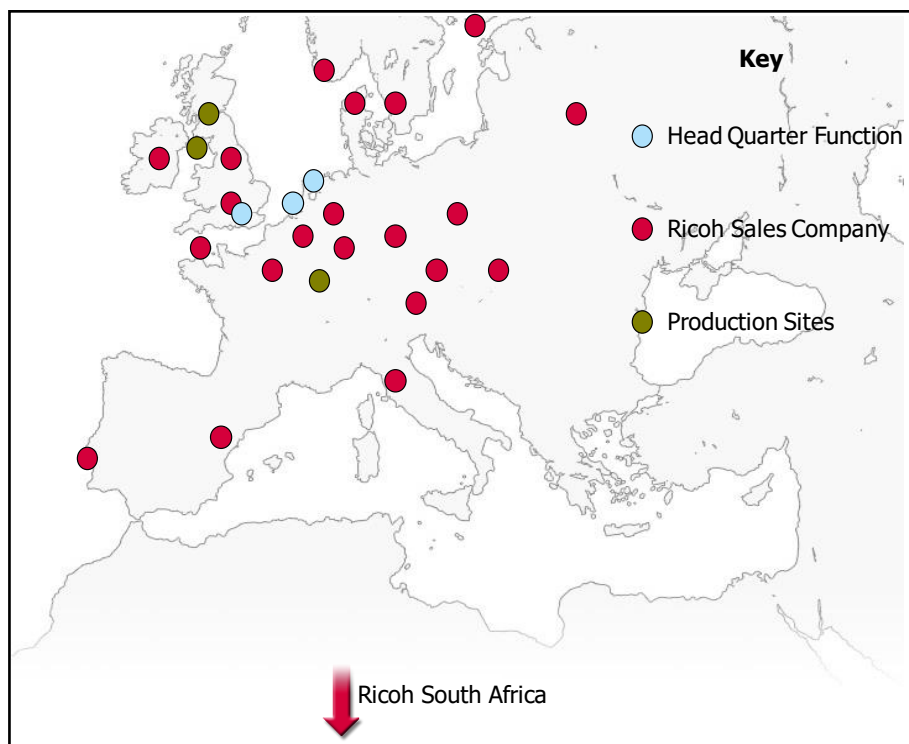 Key
Head Quarter Function
Ricoh Sales Company
Production Sites
Ricoh South Africa